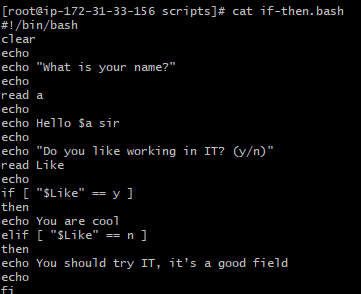 [root@ip-172-31-33-156 scripts]# cat if-then.bash
#!/bin/bash
clear
echo
echo "What is your name?"
echo
read a
echo
echo Hello $a sir
echo
echo "Do you like working in IT? (y/n)"
read Like
echo
if [ "$Like" == y ]
then
echo You are cool
elif [ "$Like" == n ]
then
echo You should try IT, it’s a good field
echo
fi